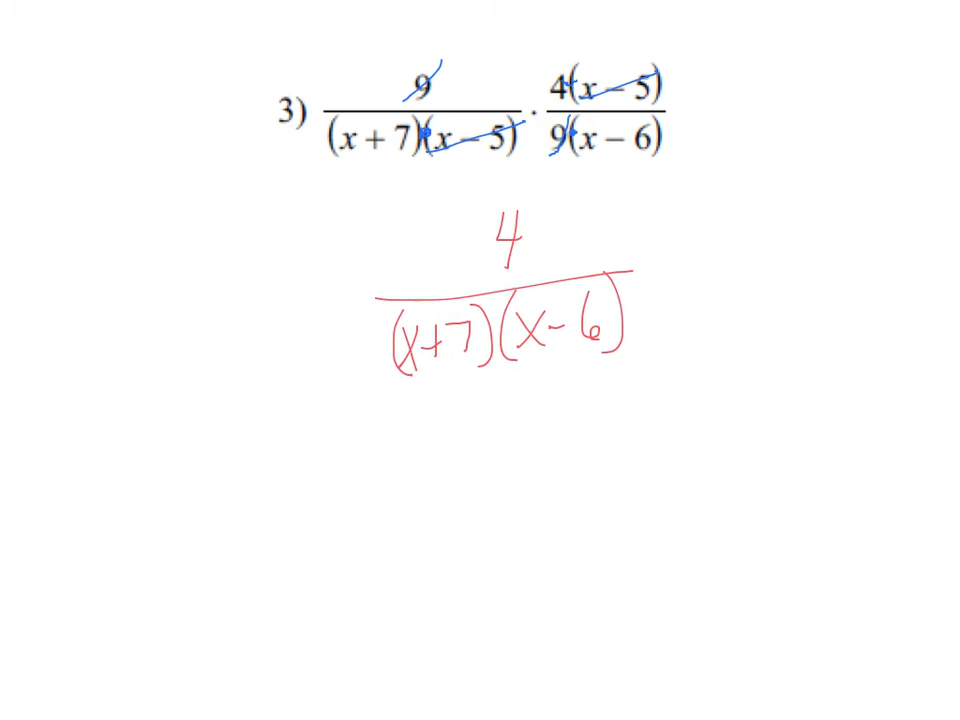 3) 9/((x + 7)(x − 5)) · 4(x − 5)/(9(x − 6))
4
(x+7)(x-6)